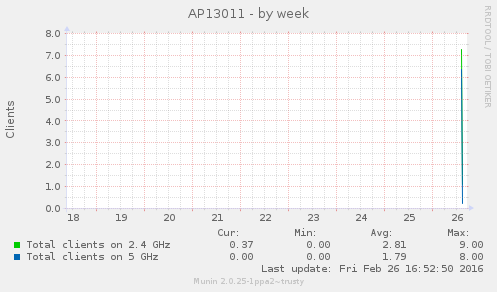 AP13011 - by week
RRDTOOL / TOBI OETIKER
Clients
8.0
7.0
6.0
5.0
4.0
3.0
2.0
1.0
0.0
18 19 20 21 22 23 24 25 26
Cur: Min: Avg: Max:
Total clients on 2.4 GHz 0.37 0.00 2.81 9.00
Total clients on 5 GHz 0.00 0.00 1.79 8.00
Last update: Fri Feb 26 16:52:50 2016
Munin 2.0.25-1ppa2~trusty